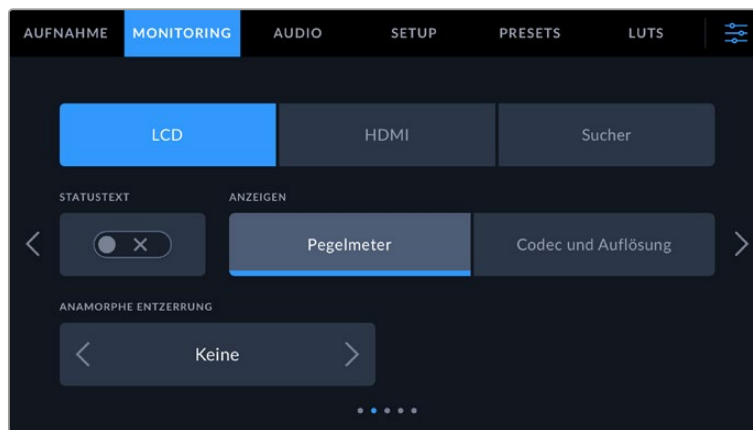 AUFNAHME MONITORING AUDIO SETUP PRESETS LUTS
LCD HDMI Sucher
STATUSTEXT ANZEIGEN
Pegelmeter Codec und Auflösung
ANAMORPHE ENTZERRUNG
Keine